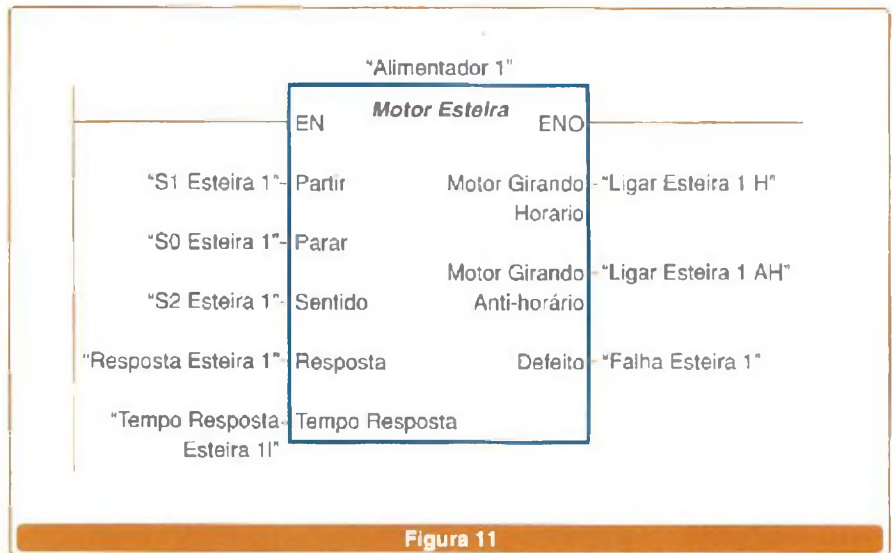 "Alimentador 1"
Motor Esteira
EN
ENO
"S1 Esteira 1"
Partir
Motor Girando
Horario
"Ligar Esteira 1 H"
"S0 Esteira 1"
Parar
Motor Girando
Anti-horário
"Ligar Esteira 1 AH"
"S2 Esteira 1"
Sentido
"Resposta Esteira 1"
Resposta
Defeito
"Falha Esteira 1"
"Tempo Resposta
Esteira 1I"
Tempo Resposta
Figura 11